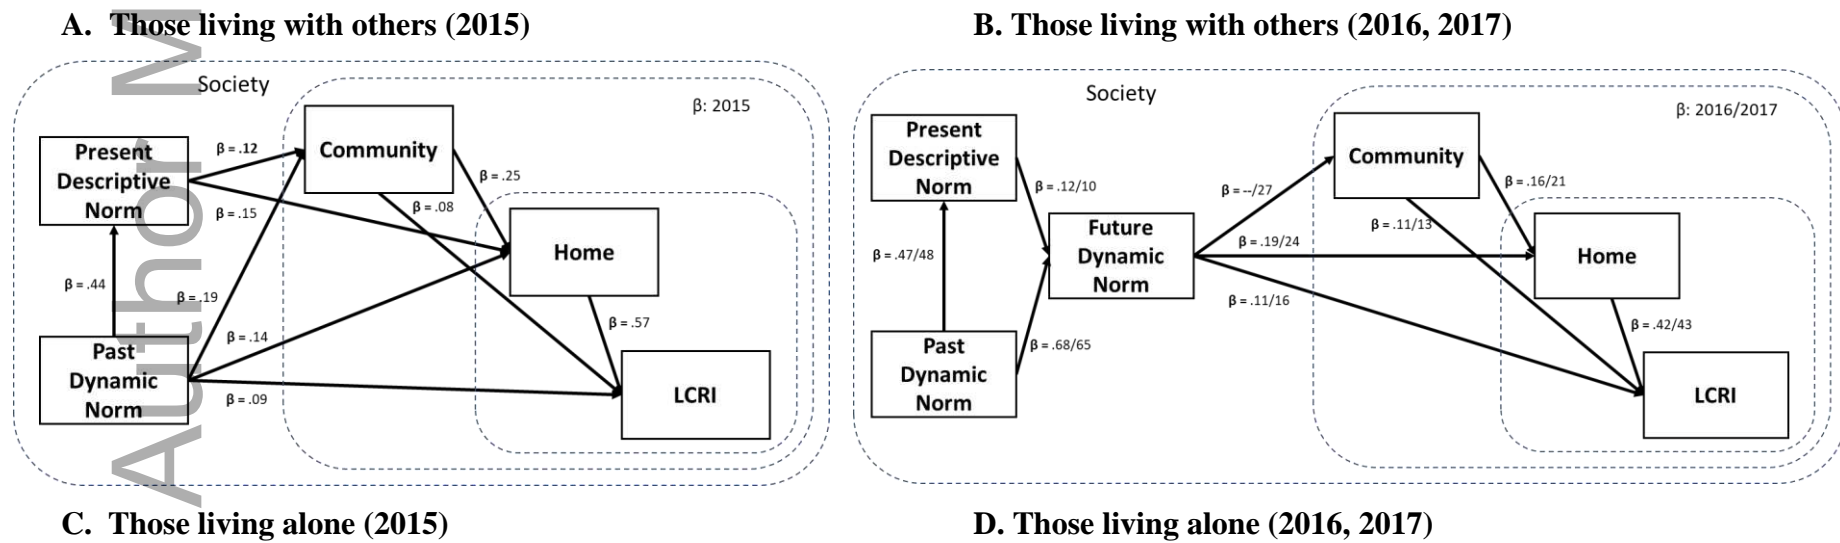 A. Those living with others (2015)
B. Those living with others (2016, 2017)
Author M
Society
β: 2015
Present
Descriptive
Norm
Community
Home
LCRI
Past
Dynamic
Norm
β = .12
β = .15
β = .25
β = .08
β = .44
β = .19
β = .14
β = .57
β = .09
Society
β: 2016/2017
Present
Descriptive
Norm
Community
Future
Dynamic
Norm
Home
LCRI
Past
Dynamic
Norm
β = .12/10
β = --/27
β = .16/21
β = .11/13
β = .47/48
β = .19/24
β = .11/16
β = .42/43
β = .68/65
C. Those living alone (2015)
D. Those living alone (2016, 2017)